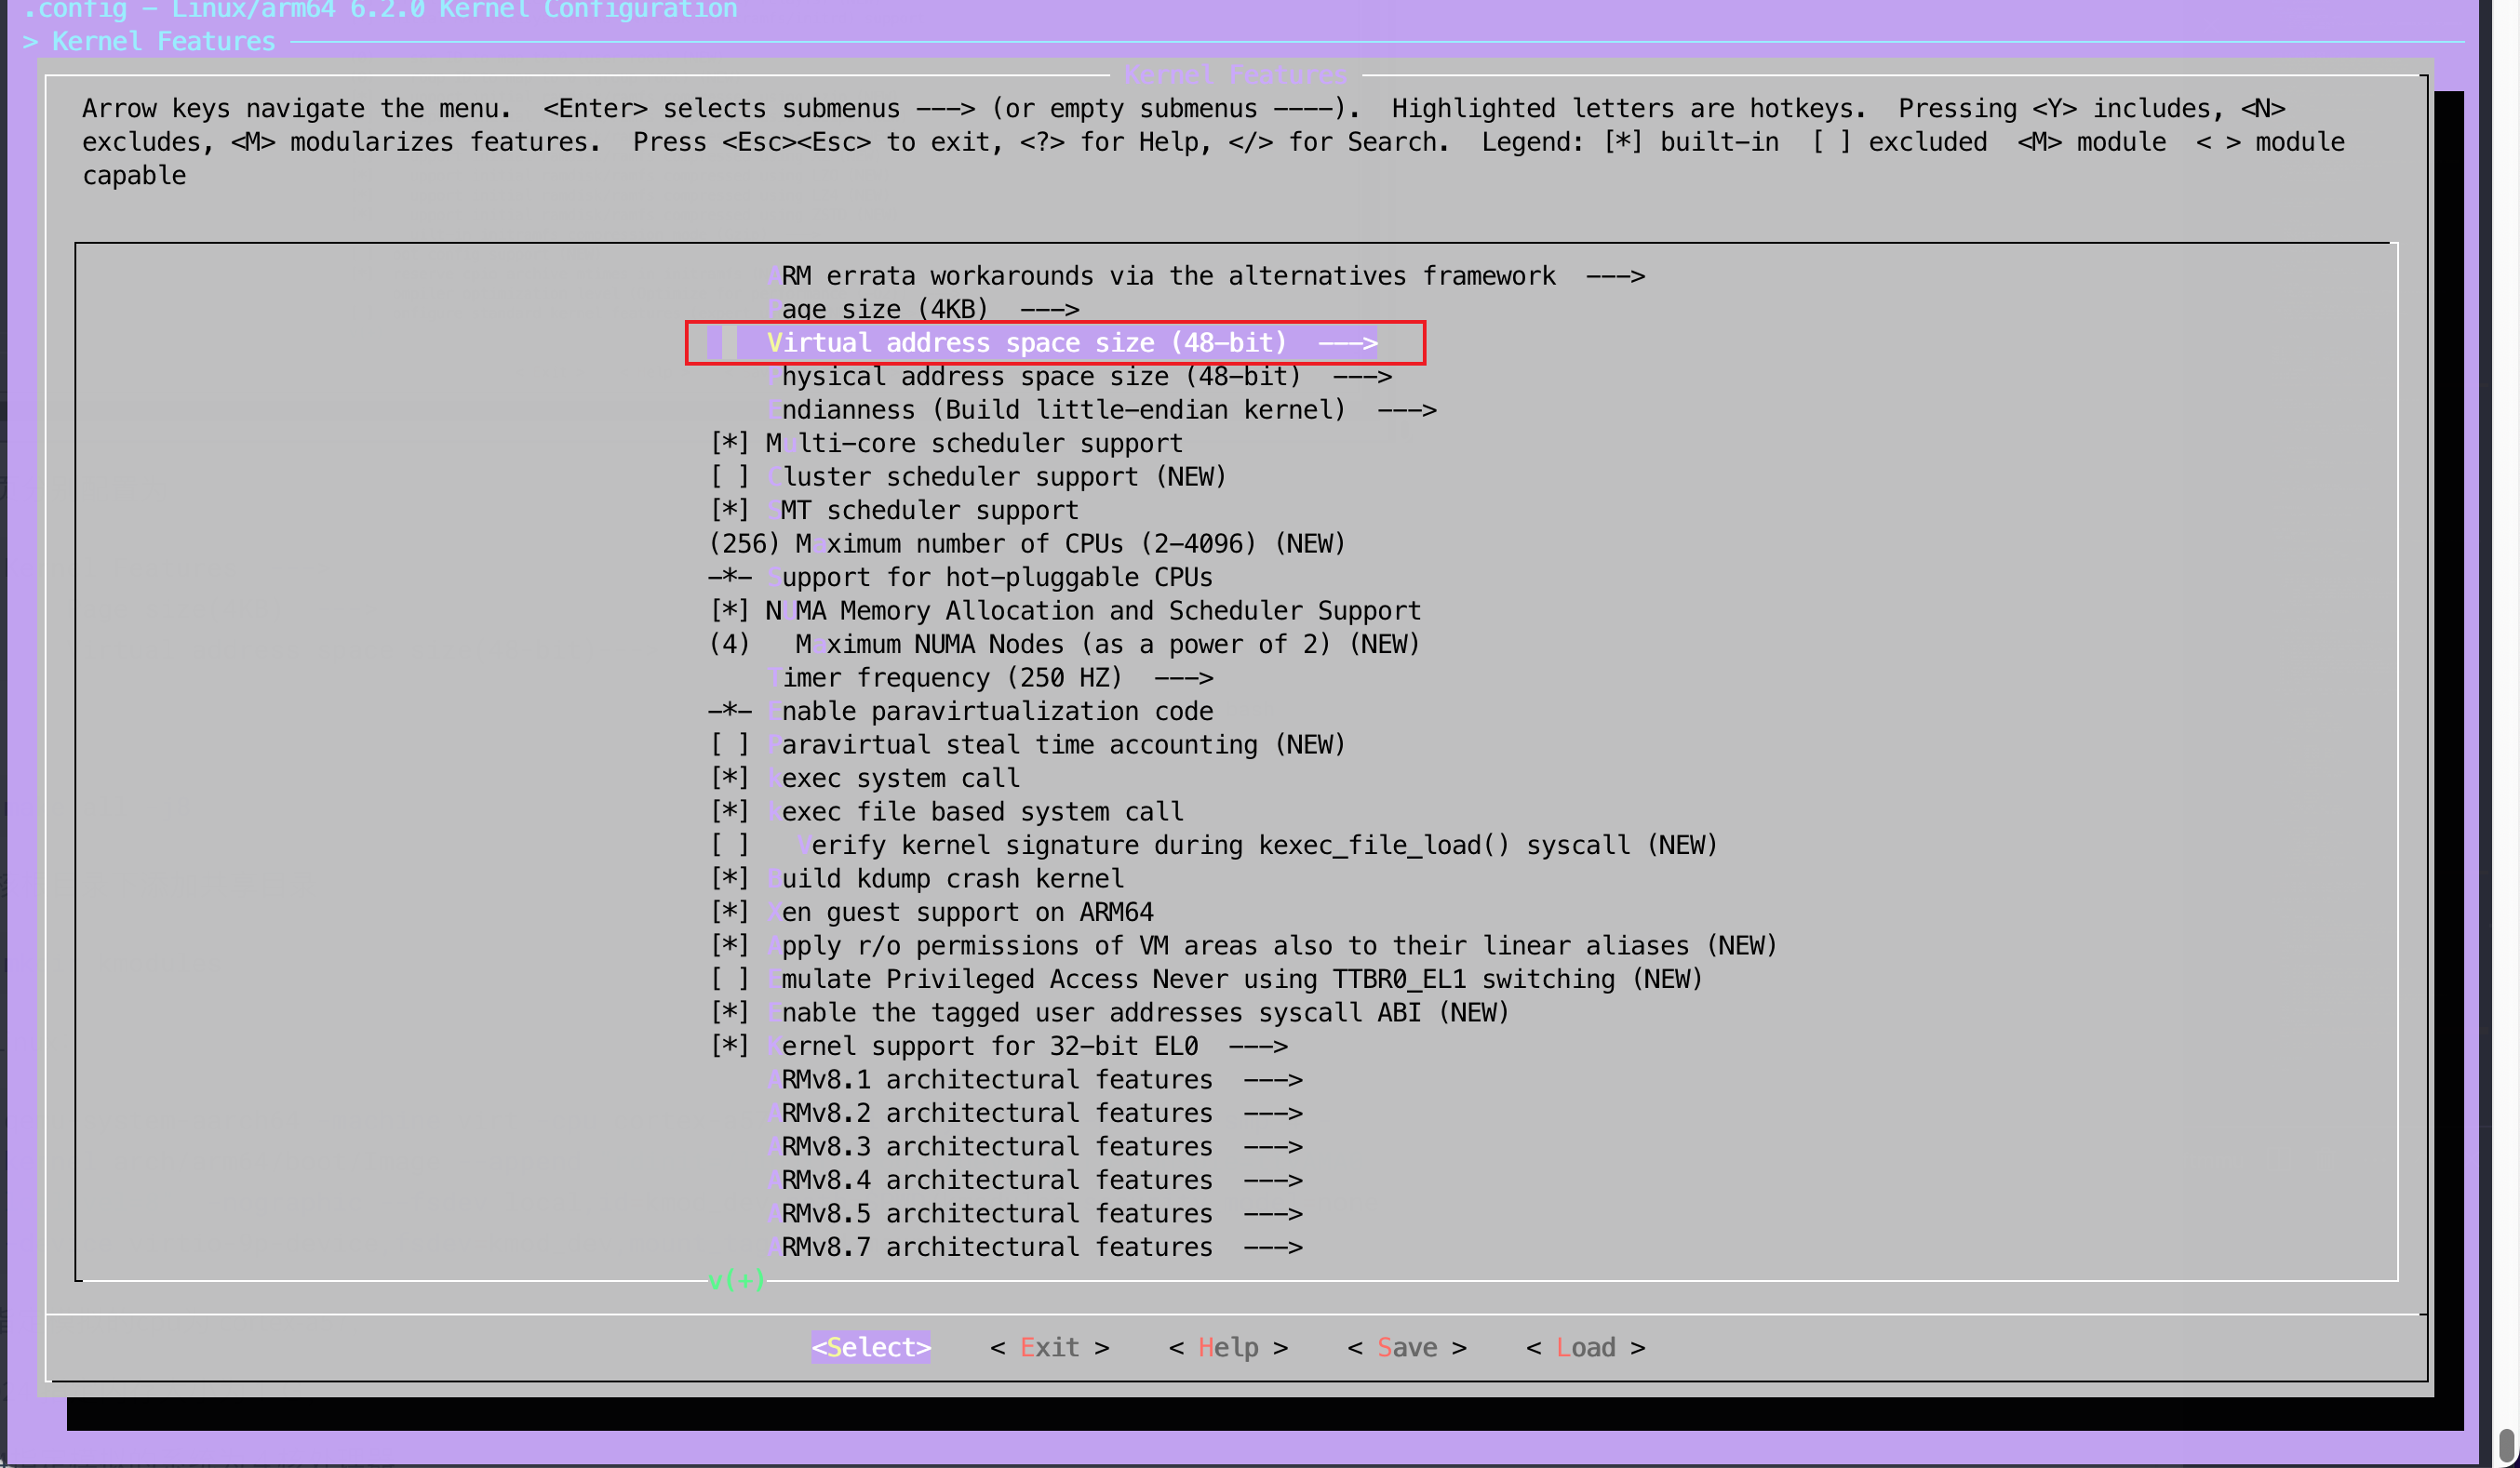 .config - Linux/arm64 6.2.0 Kernel Configuration
> Kernel Features
Kernel Features
Arrow keys navigate the menu.  <Enter> selects submenus ---> (or empty submenus ----).  Highlighted letters are hotkeys.  Pressing <Y> includes, <N>
excludes, <M> modularizes features.  Press <Esc><Esc> to exit, <?> for Help, </> for Search.  Legend: [*] built-in  [ ] excluded  <M> module  < > module
capable
ARM errata workarounds via the alternatives framework  --->
Page size (4KB)  --->
Virtual address space size (48-bit)  --->
Physical address space size (48-bit)  --->
Endianness (Build little-endian kernel)  --->
[*] Multi-core scheduler support
[ ] Cluster scheduler support (NEW)
[*] SMT scheduler support
(256) Maximum number of CPUs (2-4096) (NEW)
-*- Support for hot-pluggable CPUs
[*] NUMA Memory Allocation and Scheduler Support
(4)   Maximum NUMA Nodes (as a power of 2) (NEW)
Timer frequency (250 HZ)  --->
-*- Enable paravirtualization code
[ ] Paravirtual steal time accounting (NEW)
[*] kexec system call
[*] kexec file based system call
[ ]   Verify kernel signature during kexec_file_load() syscall (NEW)
[*] Build kdump crash kernel
[*] Xen guest support on ARM64
[*] Apply r/o permissions of VM areas also to their linear aliases (NEW)
[ ] Emulate Privileged Access Never using TTBR0_EL1 switching (NEW)
[*] Enable the tagged user addresses syscall ABI (NEW)
[*] Kernel support for 32-bit EL0  --->
ARMv8.1 architectural features  --->
ARMv8.2 architectural features  --->
ARMv8.3 architectural features  --->
ARMv8.4 architectural features  --->
ARMv8.5 architectural features  --->
ARMv8.7 architectural features  --->
v(+)
<Select>    < Exit >    < Help >    < Save >    < Load >